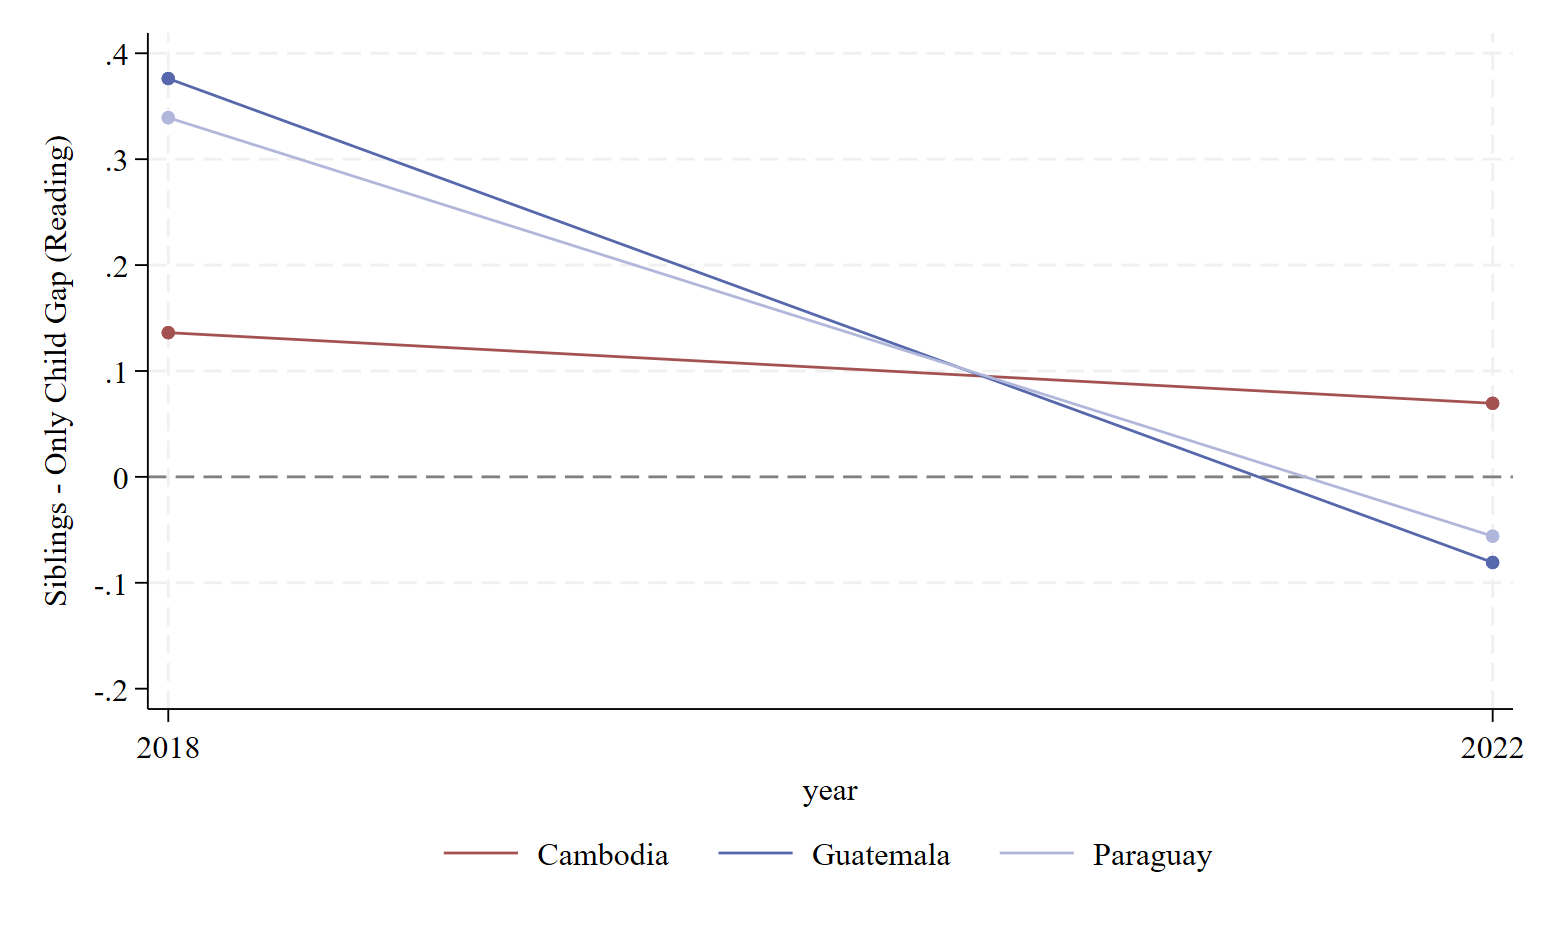 Siblings - Only Child Gap (Reading)
.4
.3
.2
.1
0
-.1
-.2
2018
2022
year
Cambodia
Guatemala
Paraguay